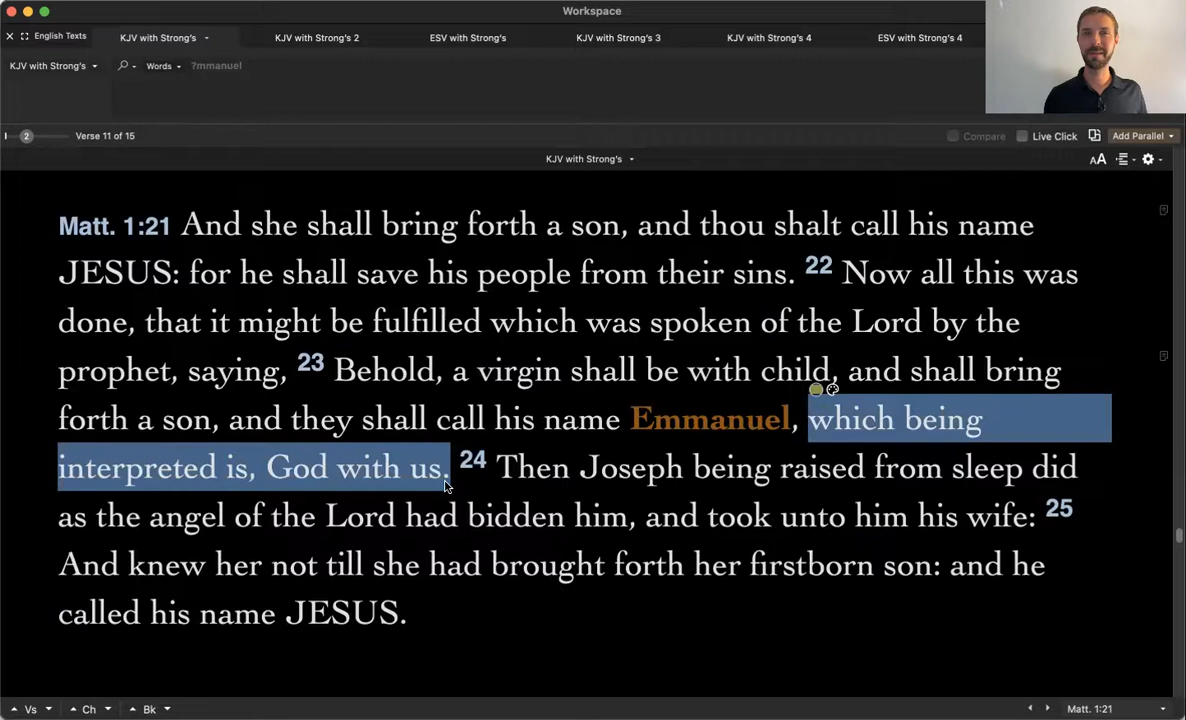 Workspace
English Texts KJV with Strong's KJV with Strong's 2 ESV with Strong's KJV with Strong's 3 KJV with Strong's 4 ESV with Strong's 4
KJV with Strong's Words ?mmanuel
2 Verse 11 of 15 Compare Live Click Add Parallel
KJV with Strong's AA
Matt. 1:21 And she shall bring forth a son, and thou shalt call his name
JESUS: for he shall save his people from their sins. 22 Now all this was
done, that it might be fulfilled which was spoken of the Lord by the
prophet, saying, 23 Behold, a virgin shall be with child, and shall bring
forth a son, and they shall call his name Emmanuel, which being
interpreted is, God with us. 24 Then Joseph being raised from sleep did
as the angel of the Lord had bidden him, and took unto him his wife: 25
And knew her not till she had brought forth her firstborn son: and he
called his name JESUS.
Vs Ch Bk Matt. 1:21